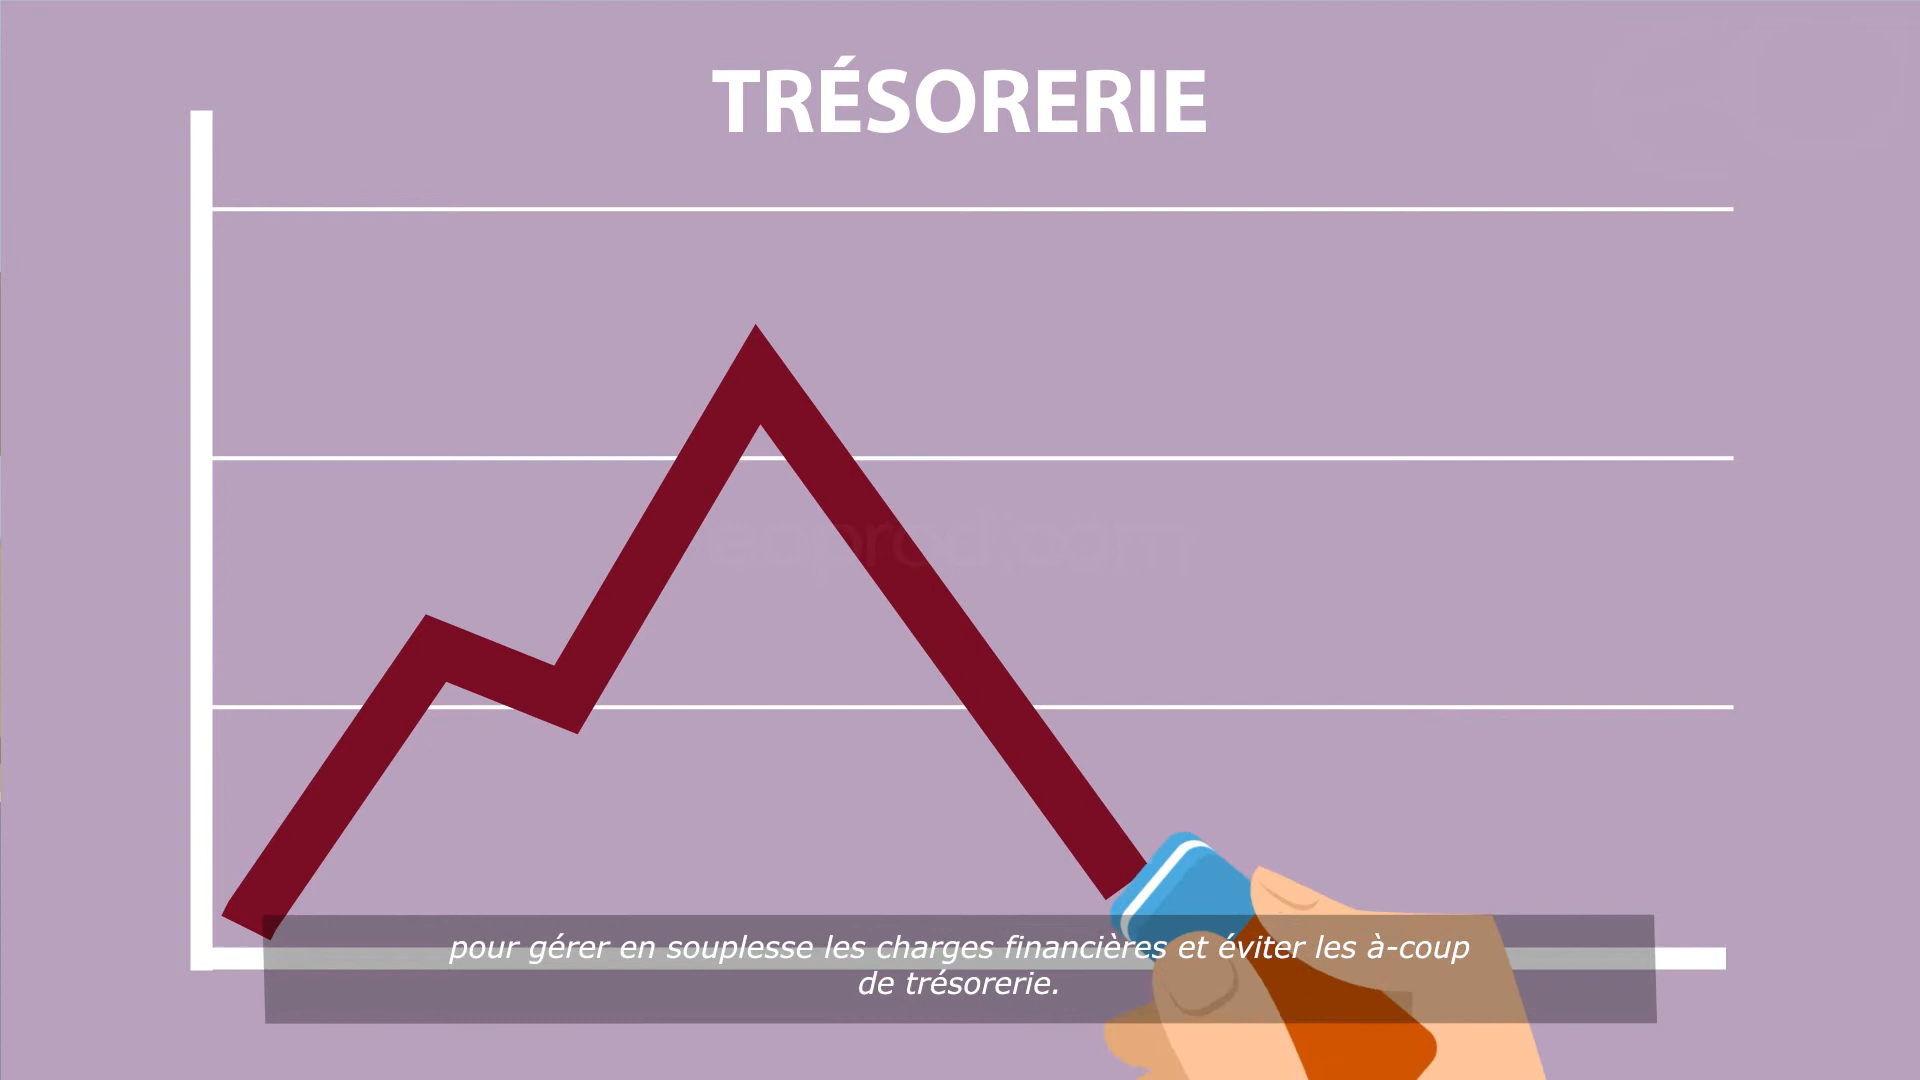 TRÉSORERIE
pour gérer en souplesse les charges financières et éviter les à-coup
de trésorerie.